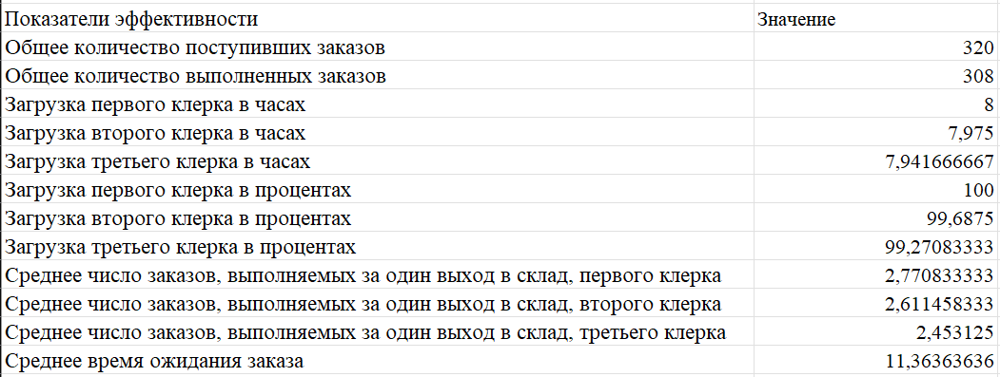 Показатели эффективности Значение
Общее количество поступивших заказов 320
Общее количество выполненных заказов 308
Загрузка первого клерка в часах 8
Загрузка второго клерка в часах 7,975
Загрузка третьего клерка в часах 7,941666667
Загрузка первого клерка в процентах 100
Загрузка второго клерка в процентах 99,6875
Загрузка третьего клерка в процентах 99,27083333
Среднее число заказов, выполняемых за один выход в склад, первого клерка 2,770833333
Среднее число заказов, выполняемых за один выход в склад, второго клерка 2,611458333
Среднее число заказов, выполняемых за один выход в склад, третьего клерка 2,453125
Среднее время ожидания заказа 11,36363636